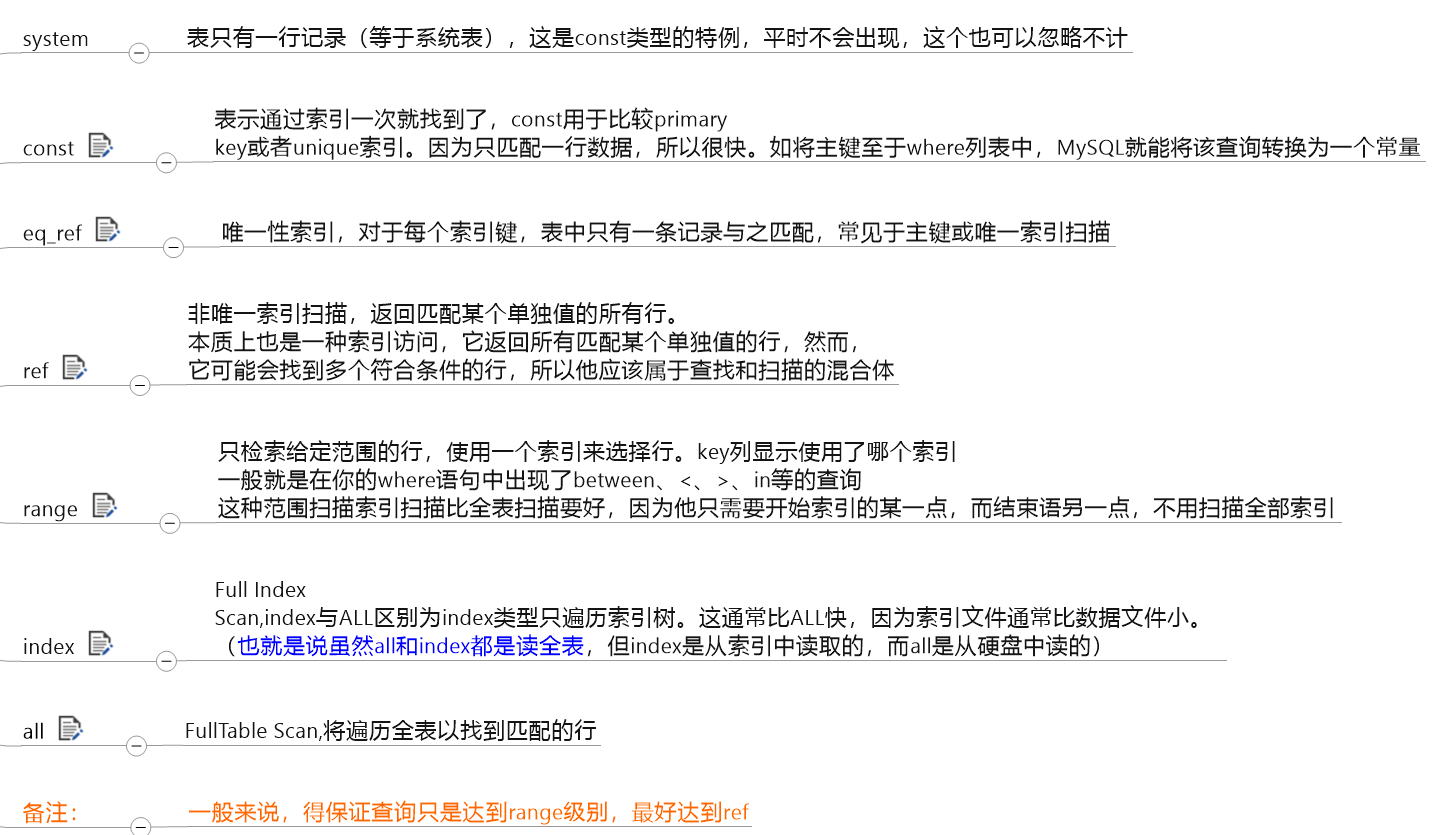 system
表只有一行记录（等于系统表），这是const类型的特例，平时不会出现，这个也可以忽略不计
const
表示通过索引一次就找到了，const用于比较primary
key或者unique索引。因为只匹配一行数据，所以很快。如将主键至于where列表中，MySQL就能将该查询转换为一个常量
eq_ref
唯一性索引，对于每个索引键，表中只有一条记录与之匹配，常见于主键或唯一索引扫描
ref
非唯一索引扫描，返回匹配某个单独值的所有行。
本质上也是一种索引访问，它返回所有匹配某个单独值的行，然而，
它可能会找到多个符合条件的行，所以他应该属于查找和扫描的混合体
range
只检索给定范围的行，使用一个索引来选择行。key列显示使用了哪个索引
一般就是在你的where语句中出现了between、<、>、in等的查询
这种范围扫描索引扫描比全表扫描要好，因为他只需要开始索引的某一点，而结束语另一点，不用扫描全部索引
index
Full Index
Scan,index与ALL区别为index类型只遍历索引树。这通常比ALL快，因为索引文件通常比数据文件小。
（也就是说虽然all和index都是读全表，但index是从索引中读取的，而all是从硬盘中读的）
all
FullTable Scan,将遍历全表以找到匹配的行
备注：
一般来说，得保证查询只是达到range级别，最好达到ref